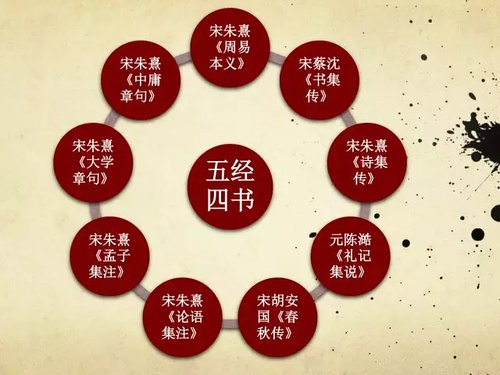 宋朱熹
《周易
本义》
宋蔡沈
《书集
传》
宋朱熹
《诗集
传》
元陈澔
《礼记
集说》
宋胡安
国《春
秋传》
宋朱熹
《论语
集注》
宋朱熹
《孟子
集注》
宋朱熹
《大学
章句》
宋朱熹
《中庸
章句》
五经
四书